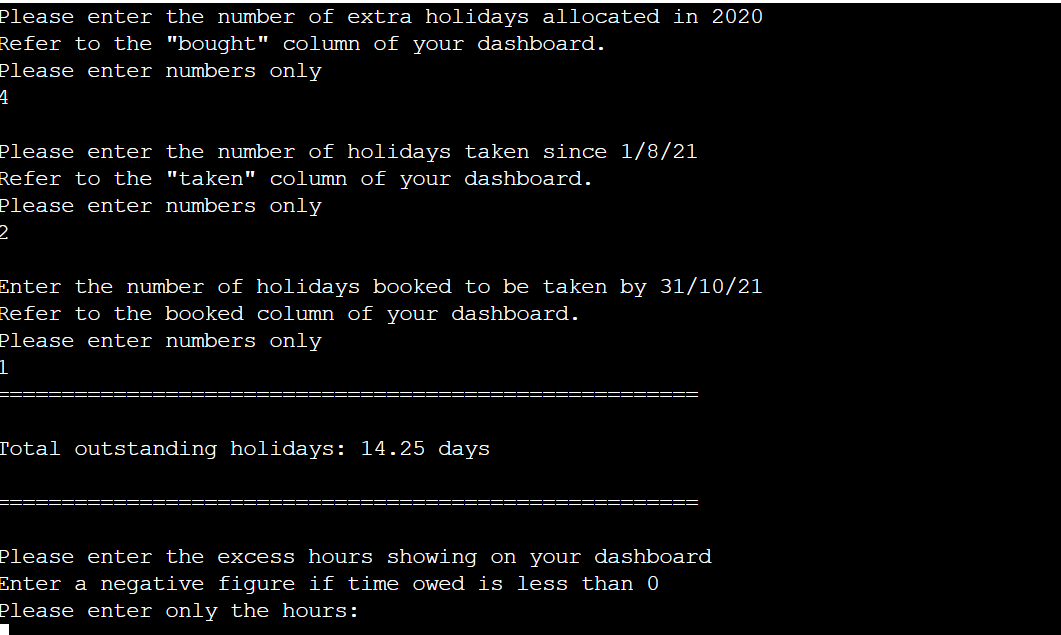 Please enter the number of extra holidays allocated in 2020
Refer to the "bought" column of your dashboard.
Please enter numbers only
4
Please enter the number of holidays taken since 1/8/21
Refer to the "taken" column of your dashboard.
Please enter numbers only
2
Enter the number of holidays booked to be taken by 31/10/21
Refer to the booked column of your dashboard.
Please enter numbers only
1
======================================================
Total outstanding holidays: 14.25 days
======================================================
Please enter the excess hours showing on your dashboard
Enter a negative figure if time owed is less than 0
Please enter only the hours: